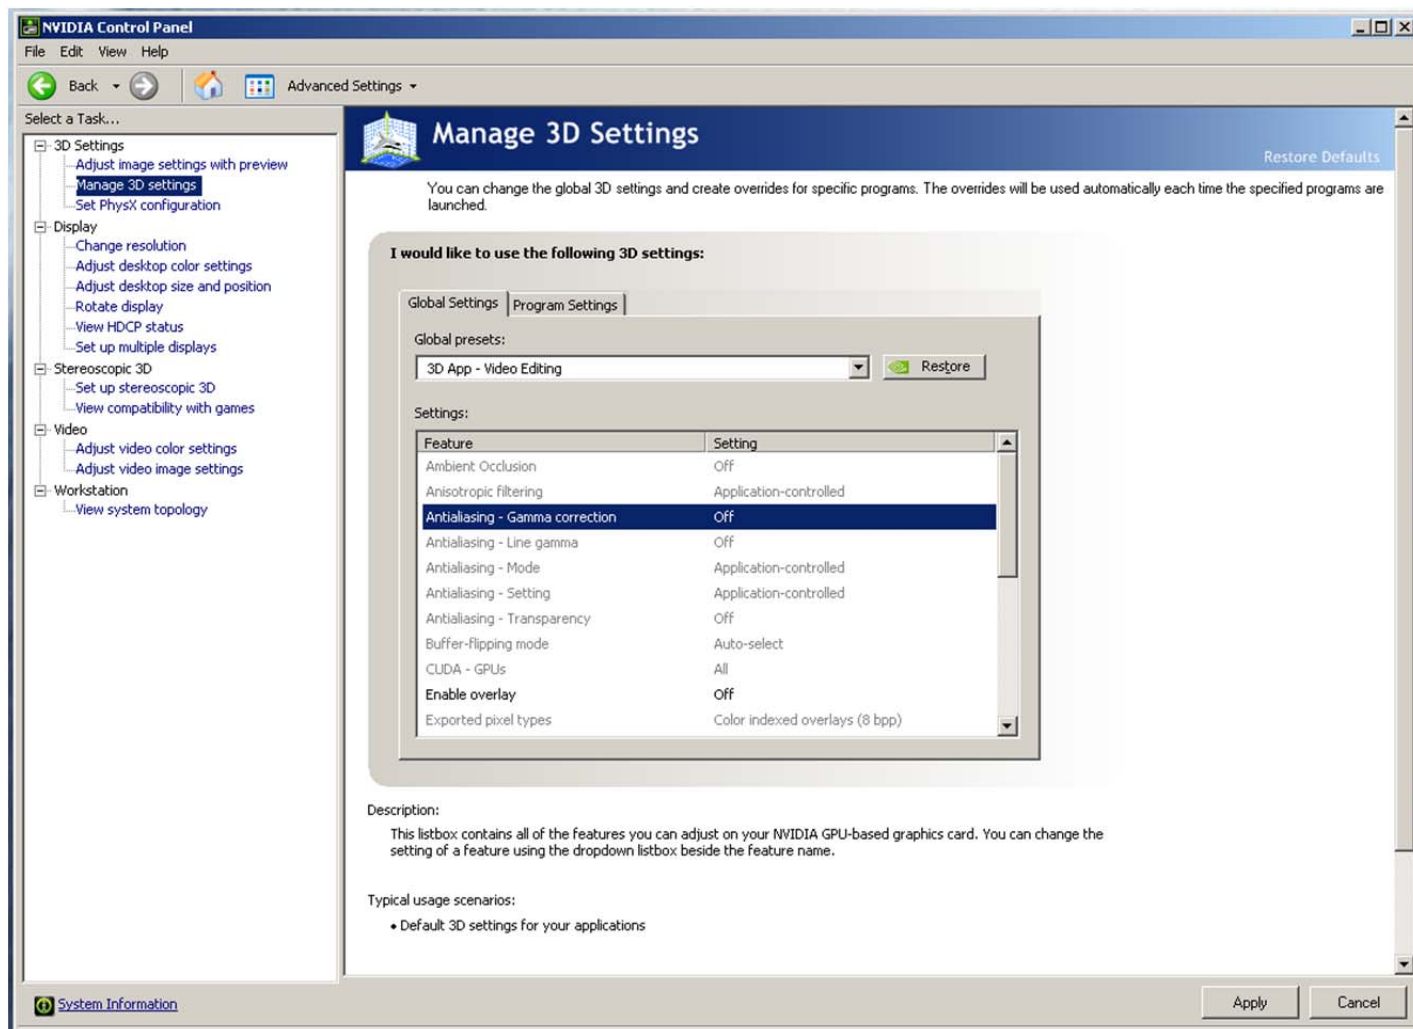 NVIDIA Control Panel
File Edit View Help
Back Advanced Settings
Select a Task...
3D Settings
Adjust image settings with preview
Manage 3D settings
Set PhysX configuration
Display
Change resolution
Adjust desktop color settings
Adjust desktop size and position
Rotate display
View HDCP status
Set up multiple displays
Stereoscopic 3D
Set up stereoscopic 3D
View compatibility with games
Video
Adjust video color settings
Adjust video image settings
Workstation
View system topology
Manage 3D Settings
Restore Defaults
You can change the global 3D settings and create overrides for specific programs. The overrides will be used automatically each time the specified programs are
launched.
I would like to use the following 3D settings:
Global Settings Program Settings
Global presets:
3D App - Video Editing Restore
Settings:
Feature Setting
Ambient Occlusion Off
Anisotropic filtering Application-controlled
Antialiasing - Gamma correction Off
Antialiasing - Line gamma Off
Antialiasing - Mode Application-controlled
Antialiasing - Setting Application-controlled
Antialiasing - Transparency Off
Buffer-flipping mode Auto-select
CUDA - GPUs All
Enable overlay Off
Exported pixel types Color indexed overlays (8 bpp)
Description:
This listbox contains all of the features you can adjust on your NVIDIA GPU-based graphics card. You can change the
setting of a feature using the dropdown listbox beside the feature name.
Typical usage scenarios:
• Default 3D settings for your applications
System Information
Apply Cancel